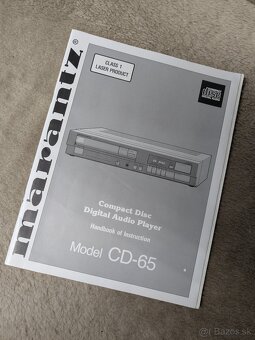 CLASS 1
LASER PRODUCT
marantz®
Compact Disc
Digital Audio Player
Handbook of Instruction
Model CD-65
bazos.sk